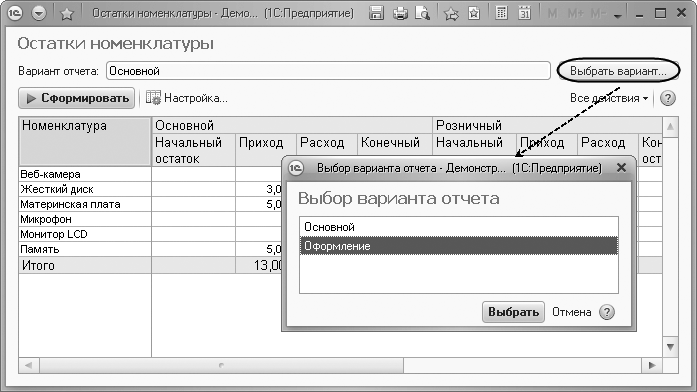 Остатки номенклатуры - Демо... (1С:Предприятие) M M+ M-
Остатки номенклатуры
Вариант отчета: Основной Выбрать вариант...
Сформировать Настройка... Все действия ?
Номенклатура Основной Розничный
Начальный остаток Приход Расход Конечный Начальный Приход Расход Кон ост
Веб-камера
Жесткий диск 3,0
Материнская плата 5,0
Микрофон
Монитор LCD
Память 5,0
Итого 13,00
Выбор варианта отчета - Демонстр... (1С:Предприятие)
Выбор варианта отчета
Основной
Оформление
Выбрать Отмена ?